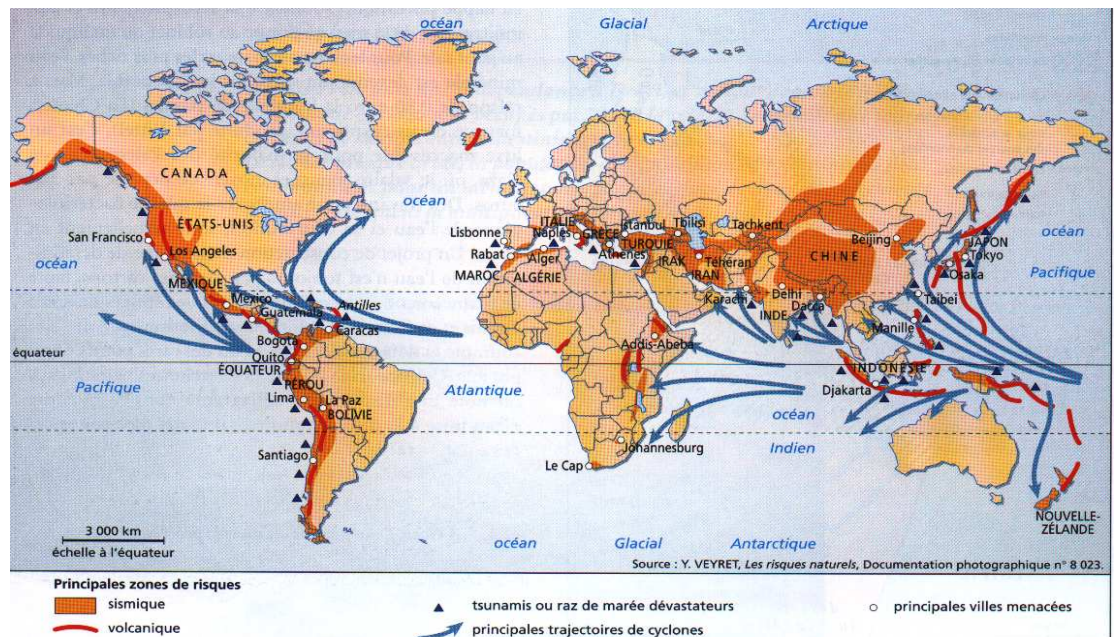 océan Glacial Arctique
CANADA
océan
ÉTATS-UNIS
San Francisco
Los Angeles
océan
MEXIQUE
Mexico
Guatemala
Antilles
Caracas
Bogota
équateur
Quito
ÉQUATEUR
Pacifique
PÉROU
Lima
La Paz
BOLIVIE
Santiago
Atlantique
Lisbonne
Rabat
MAROC
Alger
ALGÉRIE
ITALIE
Naples
GRÈCE
Athènes
Istanbul
TURQUIE
Tbilisi
IRAK
Téhéran
IRAN
Tachkent
Beijing
CHINE
JAPON
Tokyo
Osaka
océan
Pacifique
Karachi
Delhi
INDE
Dacca
Taibei
Manille
Addis-Abeba
INDONÉSIE
Djakarta
océan
Indien
Johannesburg
Le Cap
NOUVELLE-
ZÉLANDE
océan Glacial Antarctique
3 000 km
échelle à l'équateur
Source : Y. VEYRET, Les risques naturels, Documentation photographique n° 8 023.
Principales zones de risques
sismique
volcanique
tsunamis ou raz de marée dévastateurs
principales trajectoires de cyclones
principales villes menacées